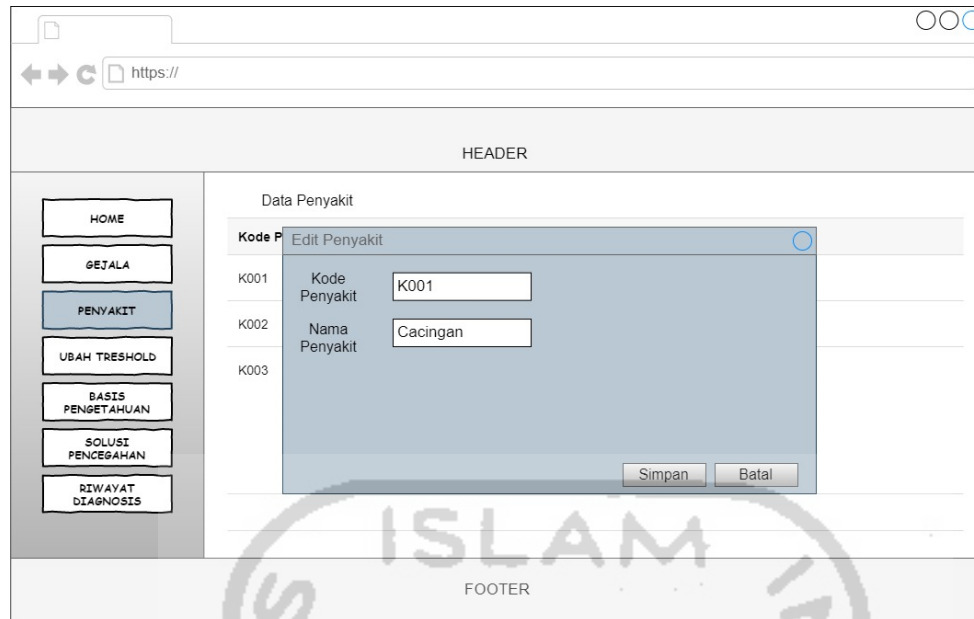 https://
HEADER
HOME
GEJALA
PENYAKIT
UBAH TRESHOLD
BASIS
PENGETAHUAN
SOLUSI
PENCEGAHAN
RIWAYAT
DIAGNOSIS
Data Penyakit
Kode P
K001
K002
K003
Edit Penyakit
Kode
Penyakit
K001
Nama
Penyakit
Cacingan
Simpan
Batal
ISLAM
FOOTER